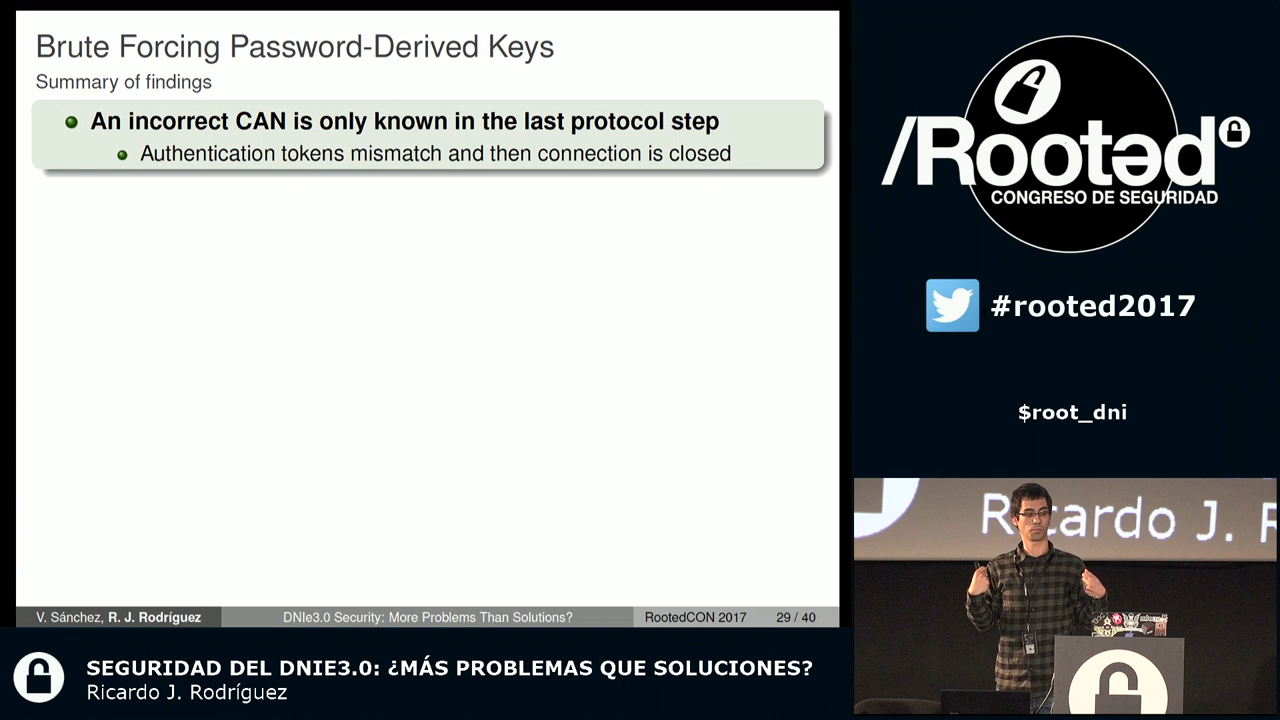 Brute Forcing Password-Derived Keys
Summary of findings
An incorrect CAN is only known in the last protocol step
Authentication tokens mismatch and then connection is closed
V. Sánchez, R. J. Rodríguez
DNIe3.0 Security: More Problems Than Solutions?
RootedCON 2017
29 / 40
/Rootəd
CONGRESO DE SEGURIDAD
#rooted2017
$root_dni
Ricardo J. R
SEGURIDAD DEL DNIE3.0: ¿MÁS PROBLEMAS QUE SOLUCIONES?
Ricardo J. Rodríguez